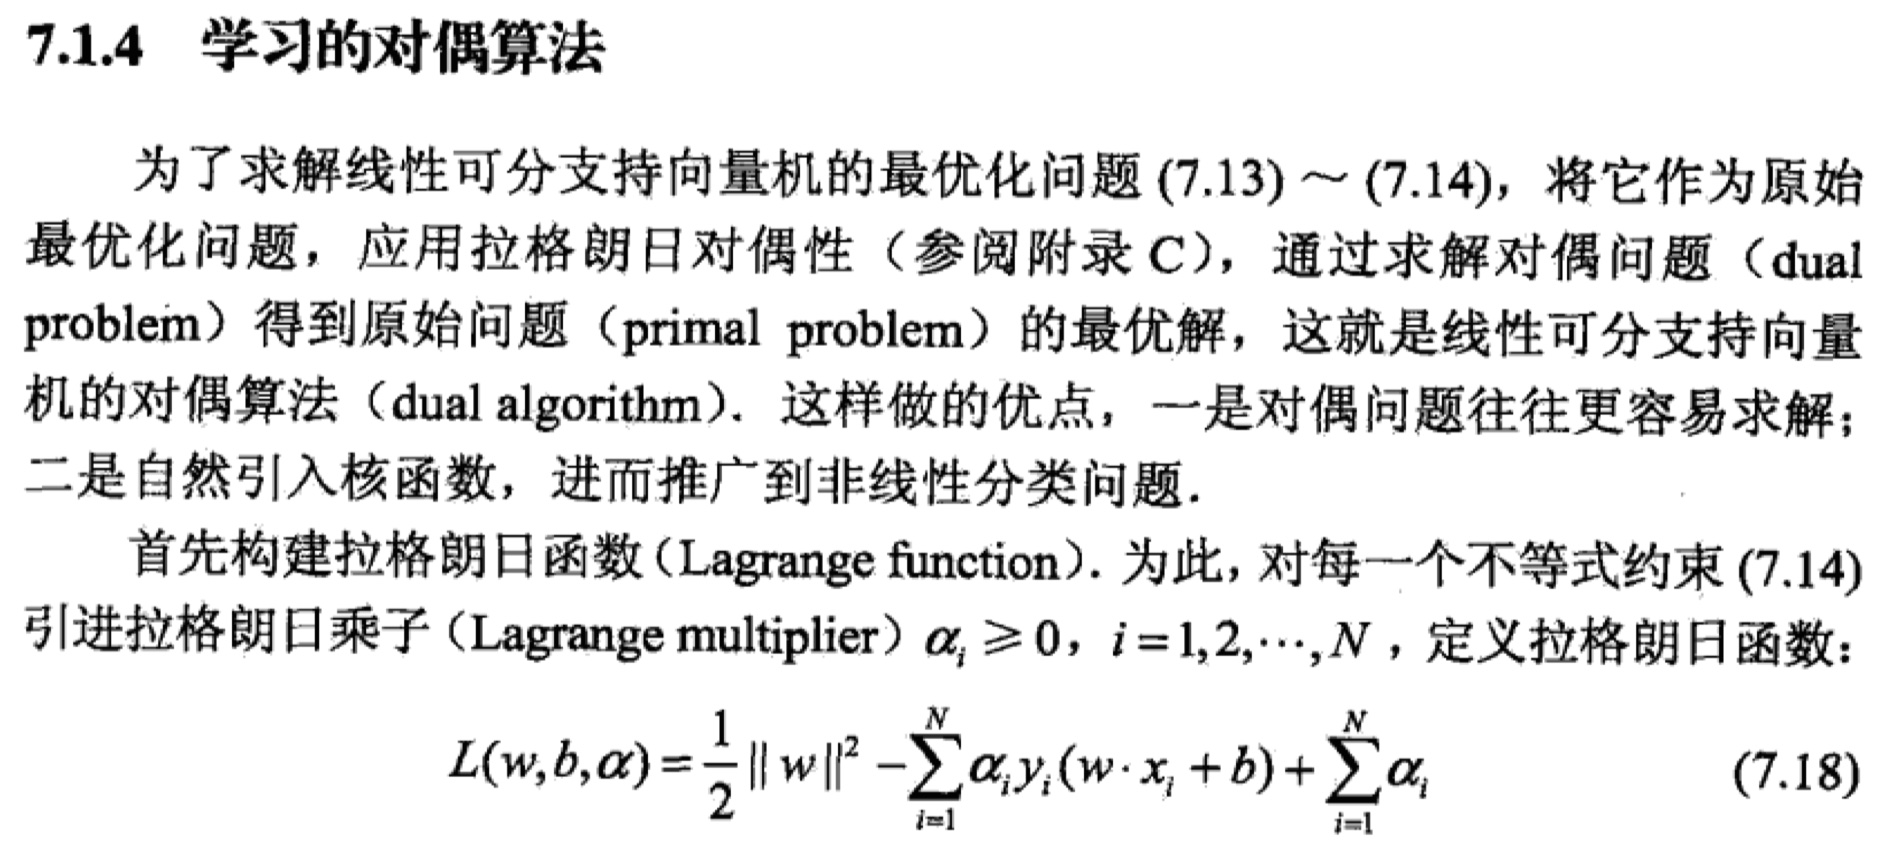 7.1.4 学习的对偶算法
为了求解线性可分支持向量机的最优化问题 (7.13) ～ (7.14)，将它作为原始
最优化问题，应用拉格朗日对偶性（参阅附录 C），通过求解对偶问题（dual
problem）得到原始问题（primal problem）的最优解，这就是线性可分支持向量
机的对偶算法（dual algorithm）. 这样做的优点，一是对偶问题往往更容易求解；
二是自然引入核函数，进而推广到非线性分类问题.
首先构建拉格朗日函数（Lagrange function）. 为此，对每一个不等式约束 (7.14)
引进拉格朗日乘子（Lagrange multiplier）α_i ≥ 0，i = 1,2,⋯,N，定义拉格朗日函数：
L(w,b,α) = \frac{1}{2} ‖w‖² − ∑_{i=1}^{N} α_i y_i (w · x_i + b) + ∑_{i=1}^{N} α_i (7.18)